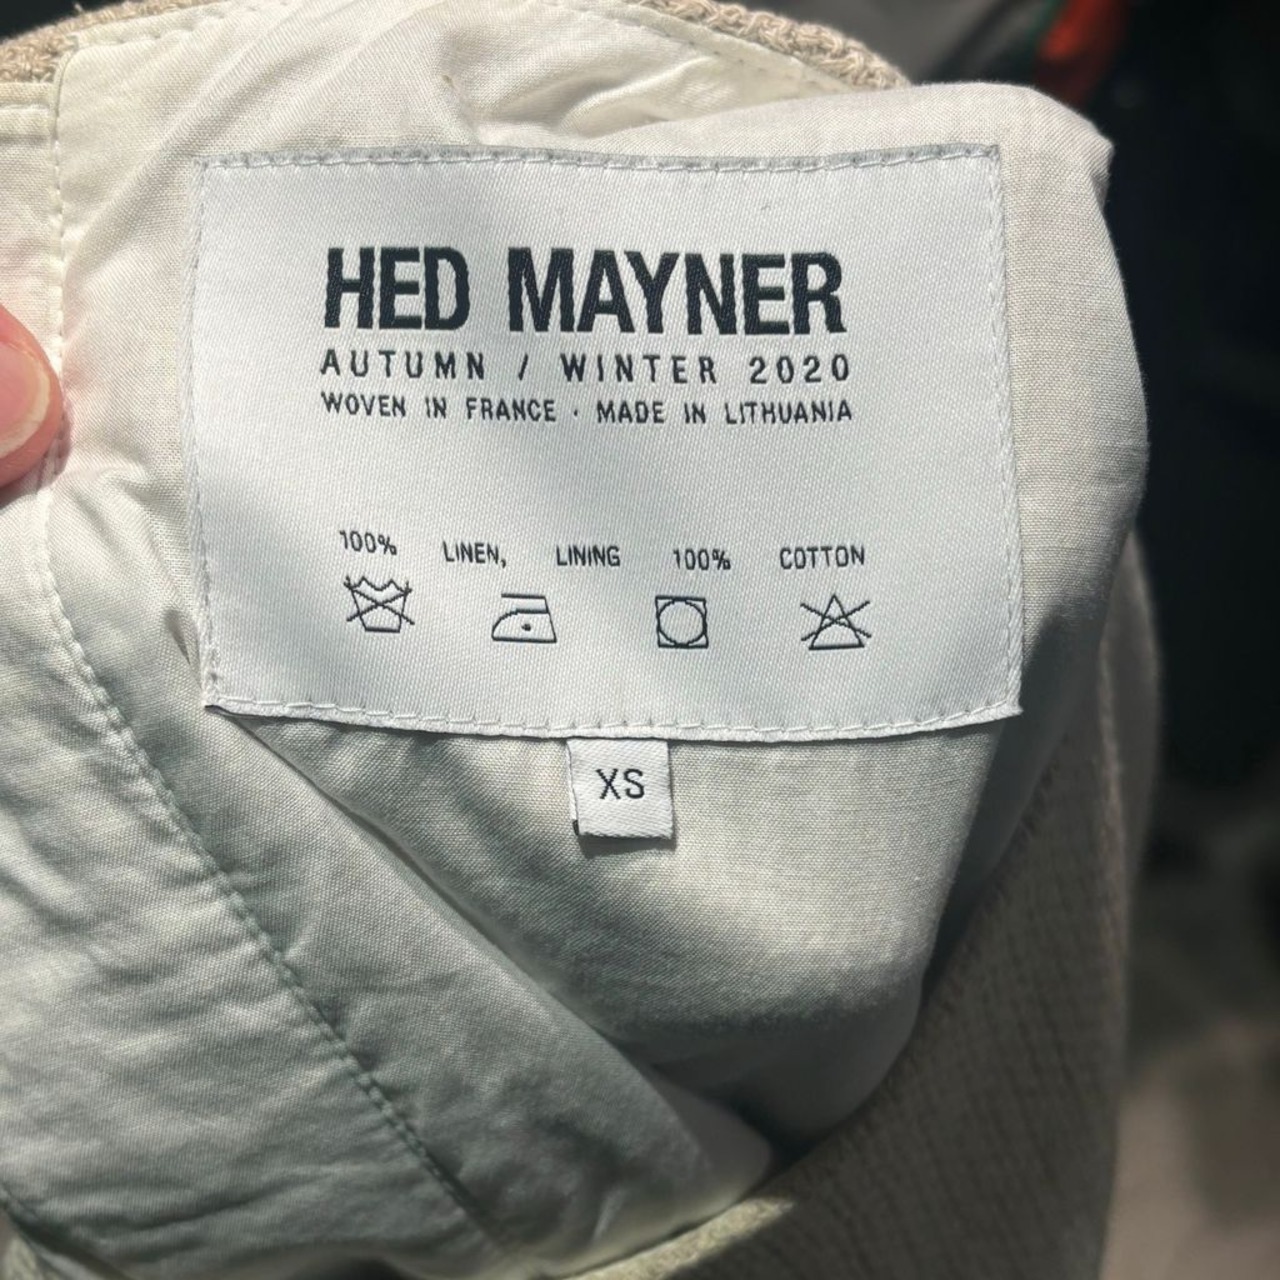 HED MAYNER
AUTUMN / WINTER 2020
WOVEN IN FRANCE · MADE IN LITHUANIA
100% LINEN, LINING 100% COTTON
XS